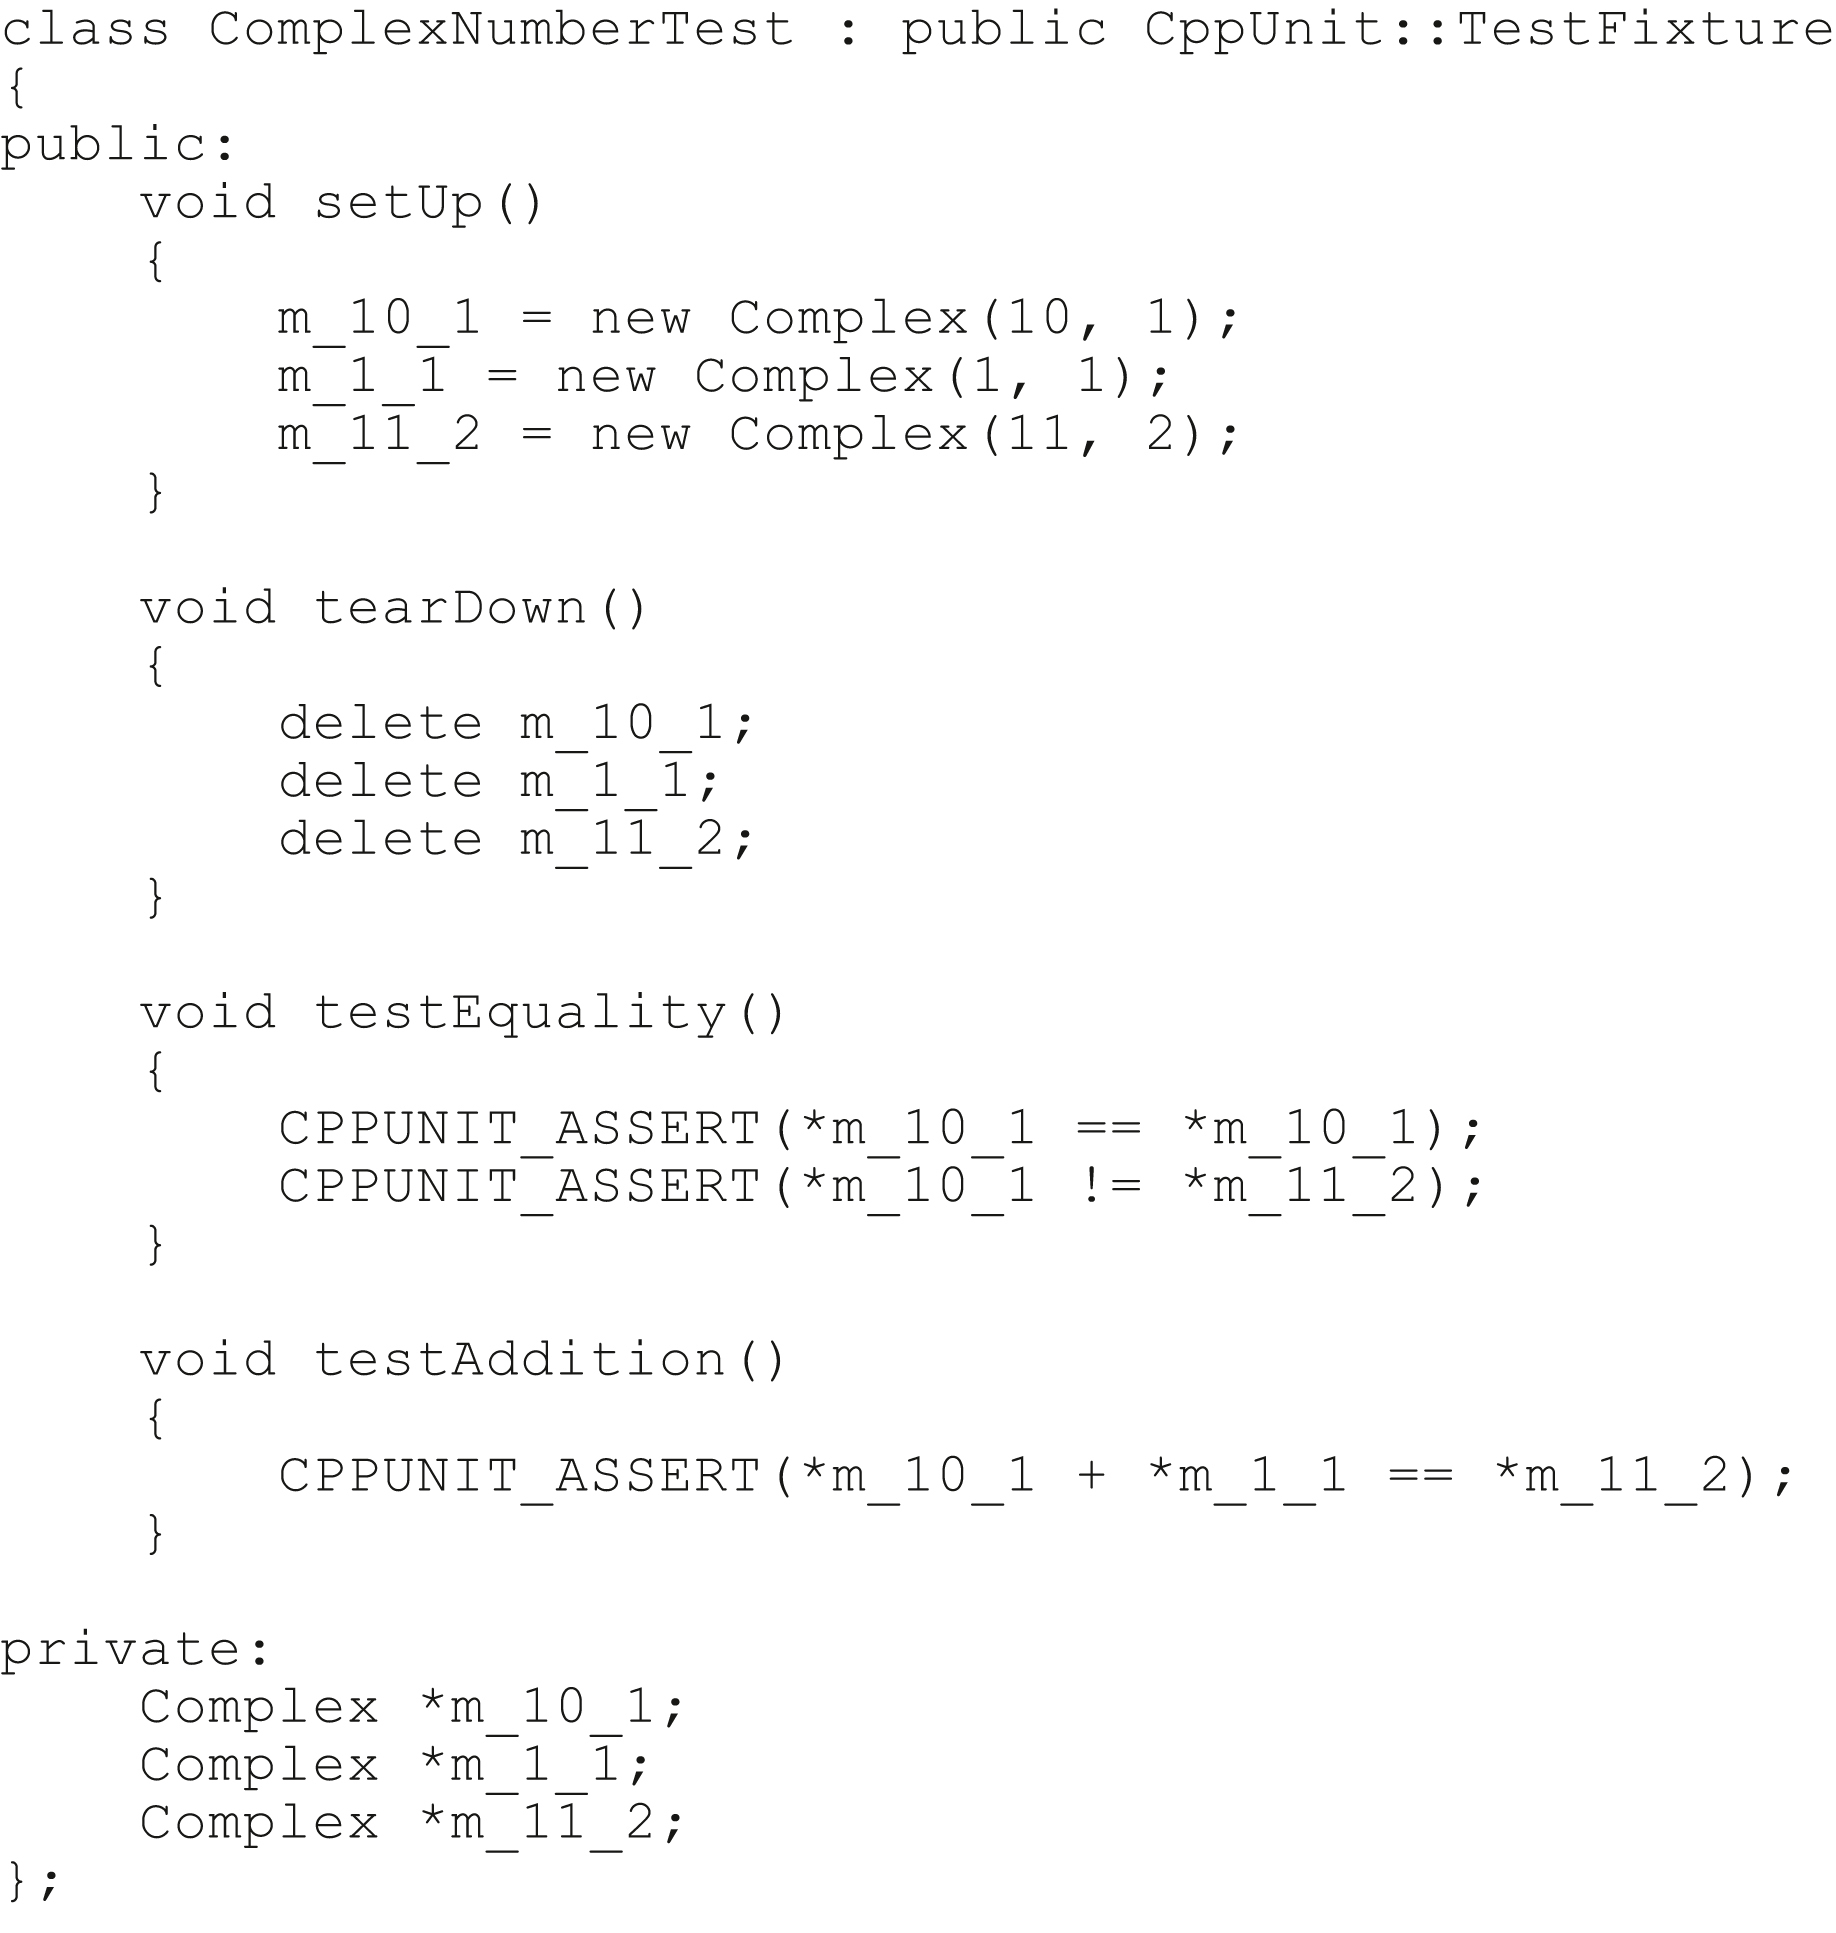 class ComplexNumberTest : public CppUnit::TestFixture
{
public:
    void setUp()
    {
        m_10_1 = new Complex(10, 1);
        m_1_1 = new Complex(1, 1);
        m_11_2 = new Complex(11, 2);
    }

    void tearDown()
    {
        delete m_10_1;
        delete m_1_1;
        delete m_11_2;
    }

    void testEquality()
    {
        CPPUNIT_ASSERT(*m_10_1 == *m_10_1);
        CPPUNIT_ASSERT(*m_10_1 != *m_11_2);
    }

    void testAddition()
    {
        CPPUNIT_ASSERT(*m_10_1 + *m_1_1 == *m_11_2);
    }

private:
    Complex *m_10_1;
    Complex *m_1_1;
    Complex *m_11_2;
};